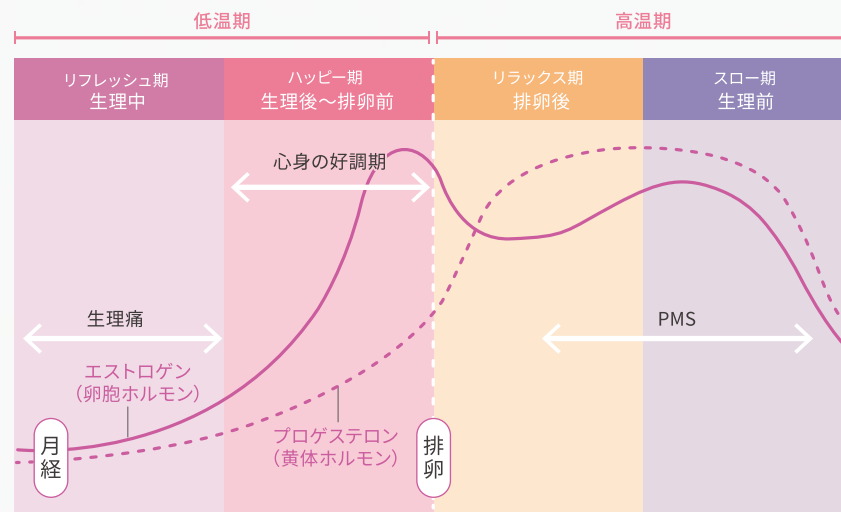 低温期
高温期
リフレッシュ期
生理中
ハッピー期
生理後〜排卵前
リラックス期
排卵後
スロー期
生理前
心身の好調期
生理痛
PMS
エストロゲン
（卵胞ホルモン）
プロゲステロン
（黄体ホルモン）
月経
排卵